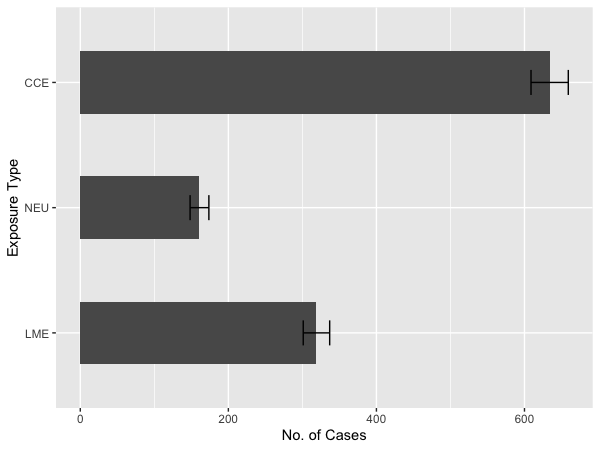 Exposure Type
CCE
NEU
LME
0 200 400 600
No. of Cases